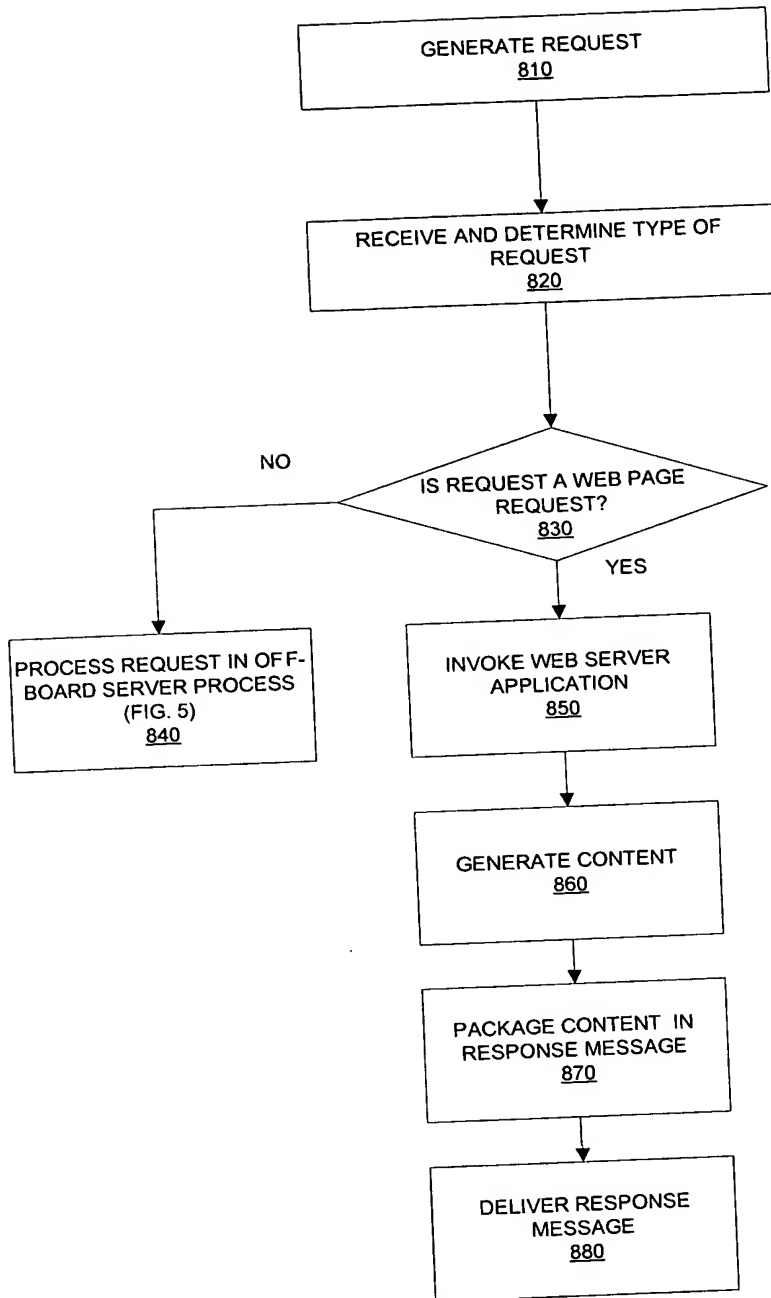 GENERATE REQUEST
810
RECEIVE AND DETERMINE TYPE OF
REQUEST
820
NO
IS REQUEST A WEB PAGE
REQUEST?
830
YES
PROCESS REQUEST IN OFF-
BOARD SERVER PROCESS
(FIG. 5)
840
INVOKE WEB SERVER
APPLICATION
850
GENERATE CONTENT
860
PACKAGE CONTENT IN
RESPONSE MESSAGE
870
DELIVER RESPONSE
MESSAGE
880